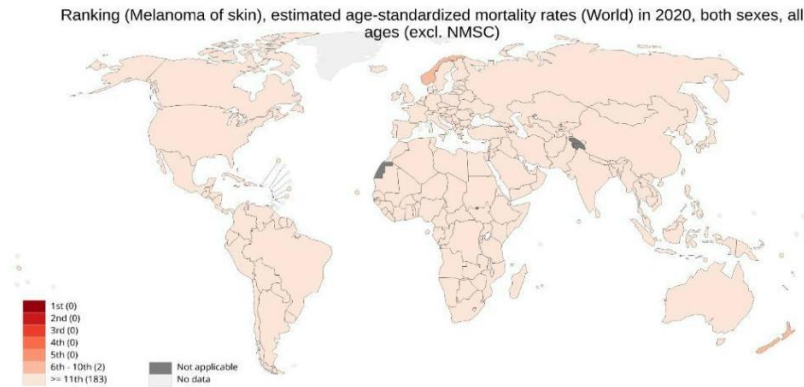 Ranking (Melanoma of skin), estimated age-standardized mortality rates (World) in 2020, both sexes, all
ages (excl. NMSC)
1st (0)
2nd (0)
3rd (0)
4th (0)
5th (0)
6th - 10th (2)
>= 11th (183)
Not applicable
No data